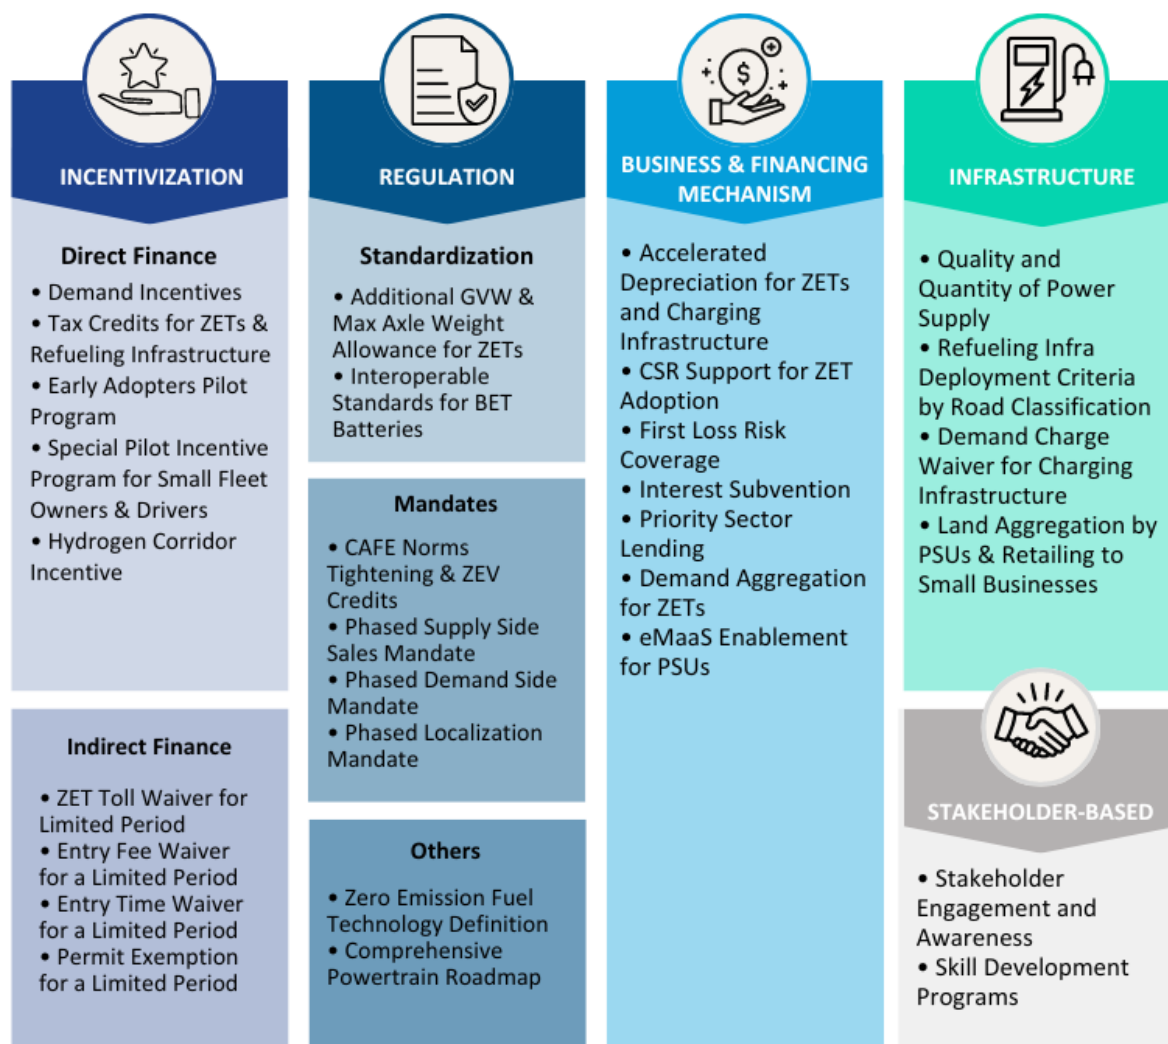 INCENTIVIZATION
Direct Finance
• Demand Incentives
• Tax Credits for ZETs &
Refueling Infrastructure
• Early Adopters Pilot
Program
• Special Pilot Incentive
Program for Small Fleet
Owners & Drivers
• Hydrogen Corridor
Incentive
Indirect Finance
• ZET Toll Waiver for
Limited Period
• Entry Fee Waiver
for a Limited Period
• Entry Time Waiver
for a Limited Period
• Permit Exemption
for a Limited Period
REGULATION
Standardization
• Additional GVW &
Max Axle Weight
Allowance for ZETs
• Interoperable
Standards for BET
Batteries
Mandates
• CAFE Norms
Tightening & ZEV
Credits
• Phased Supply Side
Sales Mandate
• Phased Demand Side
Mandate
• Phased Localization
Mandate
Others
• Zero Emission Fuel
Technology Definition
• Comprehensive
Powertrain Roadmap
$
BUSINESS & FINANCING
MECHANISM
• Accelerated
Depreciation for ZETs
and Charging
Infrastructure
• CSR Support for ZET
Adoption
• First Loss Risk
Coverage
• Interest Subvention
• Priority Sector
Lending
• Demand Aggregation
for ZETs
• eMaaS Enablement
for PSUs
INFRASTRUCTURE
• Quality and
Quantity of Power
Supply
• Refueling Infra
Deployment Criteria
by Road Classification
• Demand Charge
Waiver for Charging
Infrastructure
• Land Aggregation by
PSUs & Retailing to
Small Businesses
STAKEHOLDER-BASED
• Stakeholder
Engagement and
Awareness
• Skill Development
Programs